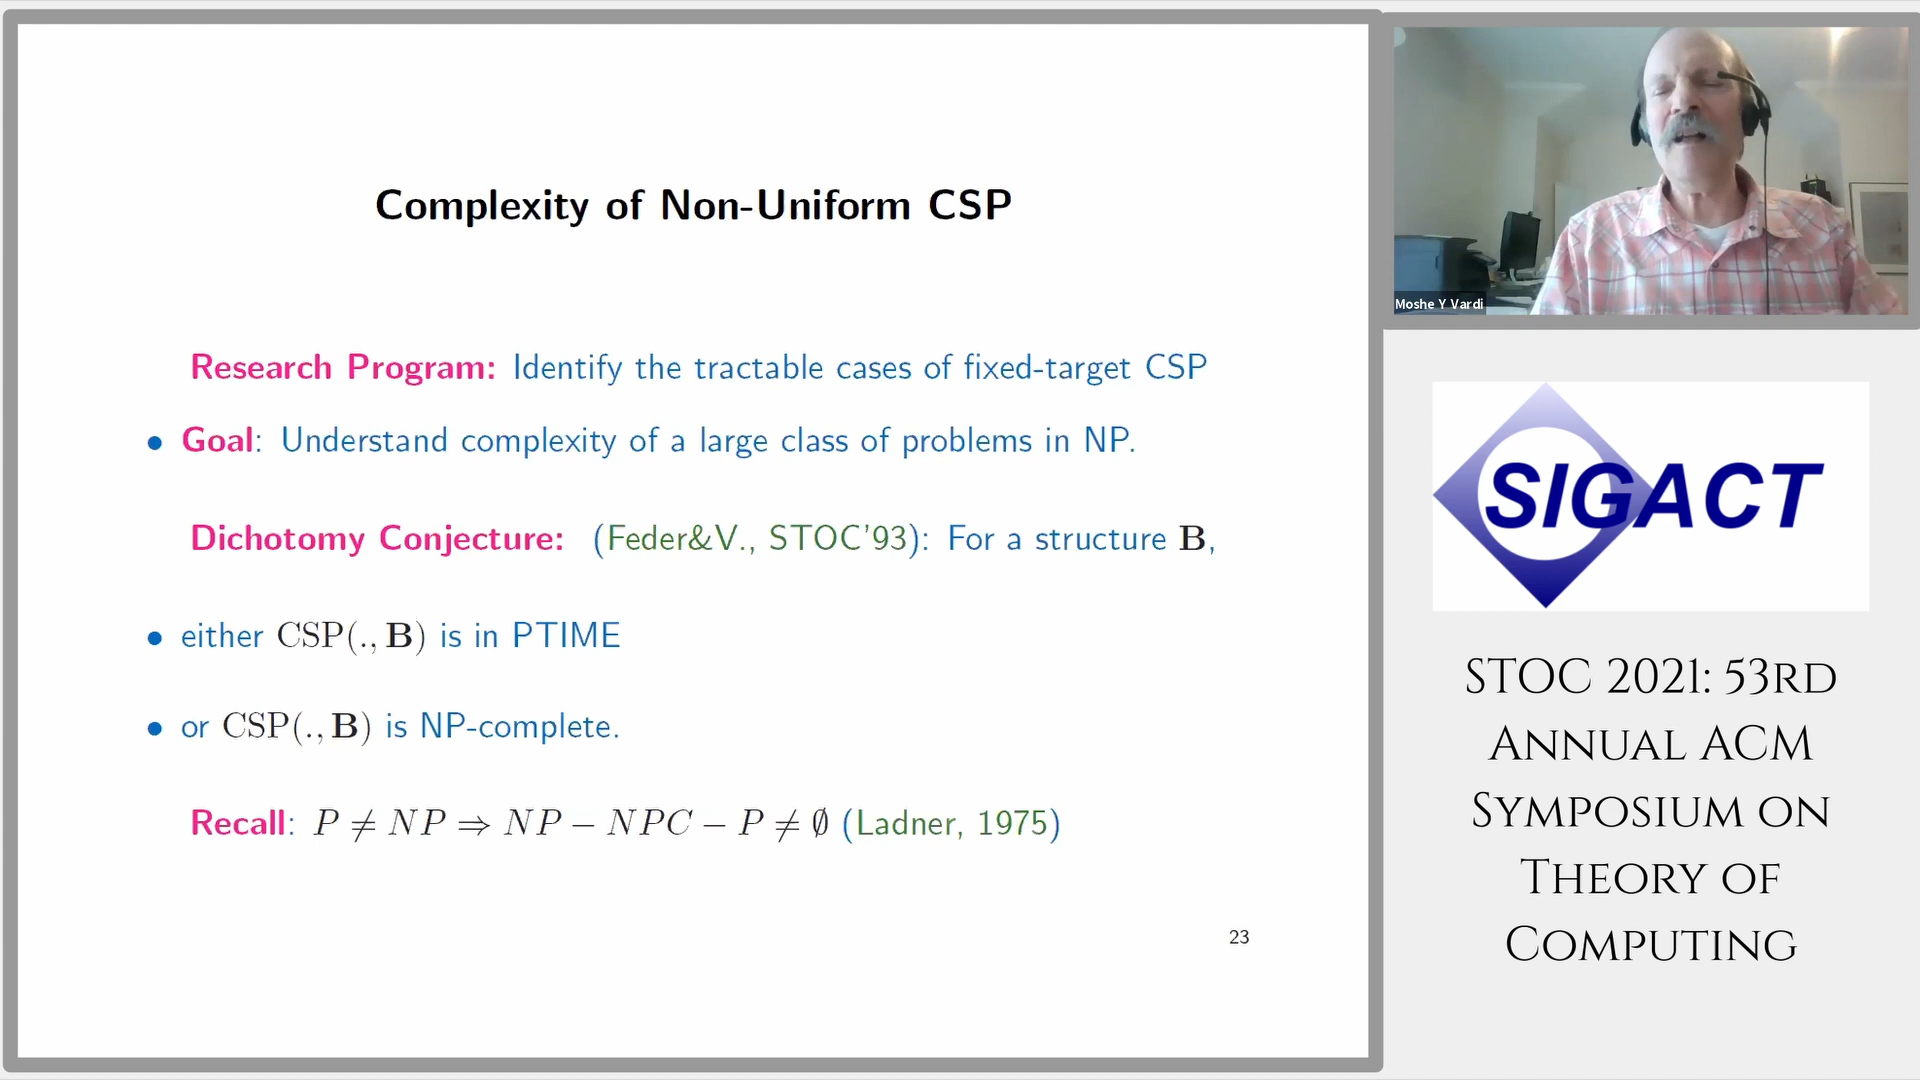 Complexity of Non-Uniform CSP
Research Program: Identify the tractable cases of fixed-target CSP
• Goal: Understand complexity of a large class of problems in NP.
Dichotomy Conjecture: (Feder&V., STOC'93): For a structure B,
• either CSP(., B) is in PTIME
• or CSP(., B) is NP-complete.
Recall: P ≠ NP ⇒ NP − NPC − P ≠ ∅ (Ladner, 1975)
23
Moshe Y Vardi
SIGACT
STOC 2021: 53rd
Annual ACM
Symposium on
Theory of
Computing